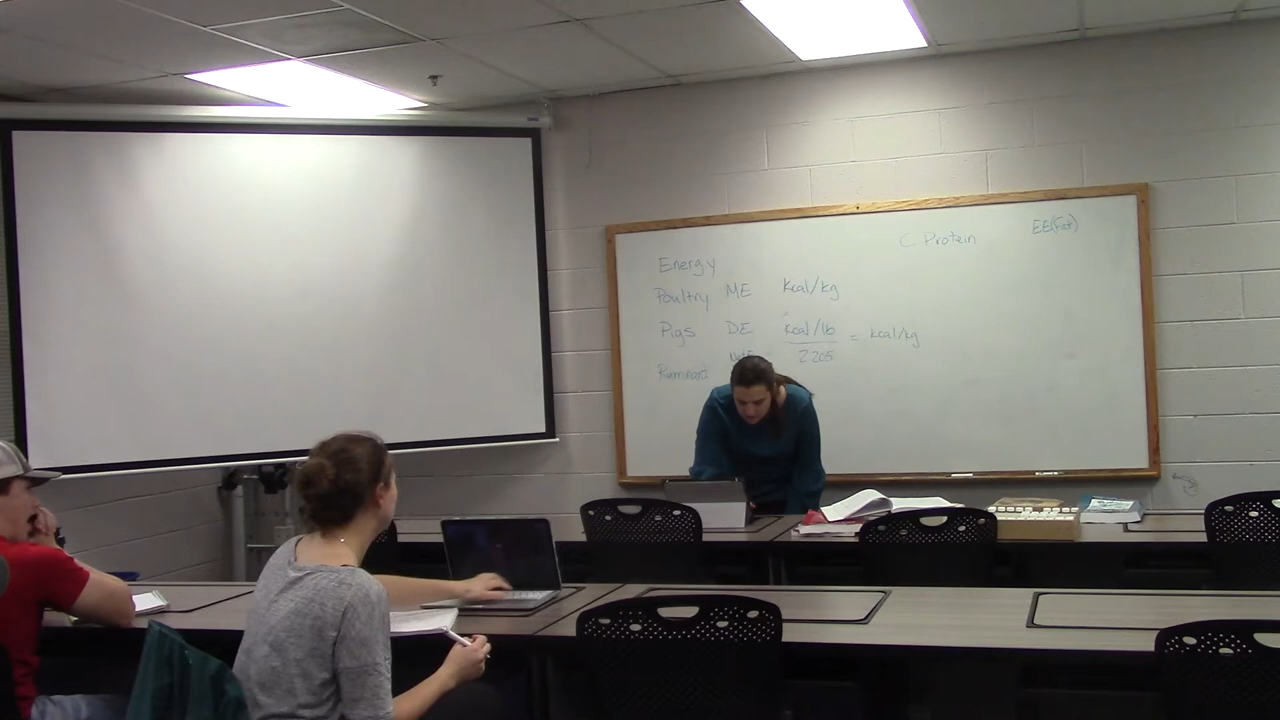 C Protein EE(Fat)
Energy
Poultry ME kcal/kg
Pigs DE kcal/lb = kcal/kg
2.205
Ruminant